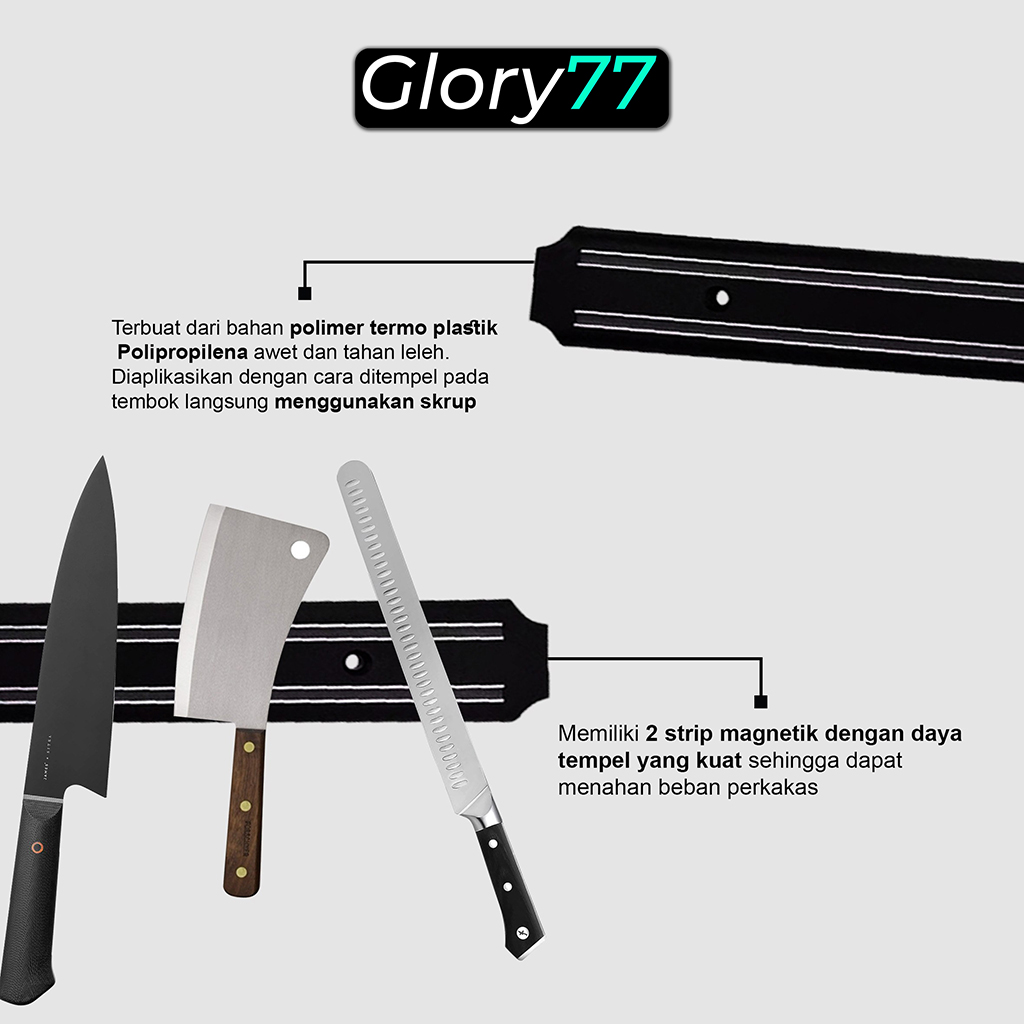 Glory77
Terbuat dari bahan polimer termo plastik
Polipropilena awet dan tahan leleh.
Diaplikasikan dengan cara ditempel pada
tembok langsung menggunakan skrup
Memiliki 2 strip magnetik dengan daya
tempel yang kuat sehingga dapat
menahan beban perkakas